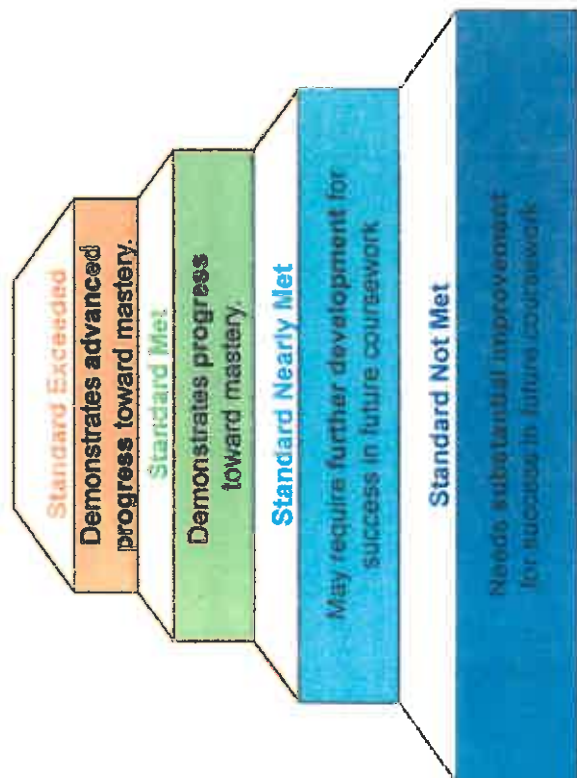 Standard Exceeded
Demonstrates advanced
progress toward mastery.
Standard Met
Demonstrates progress
toward mastery.
Standard Nearly Met
May require further development for
success in future coursework
Standard Not Met
Needs substantial improvement
for success in future coursework